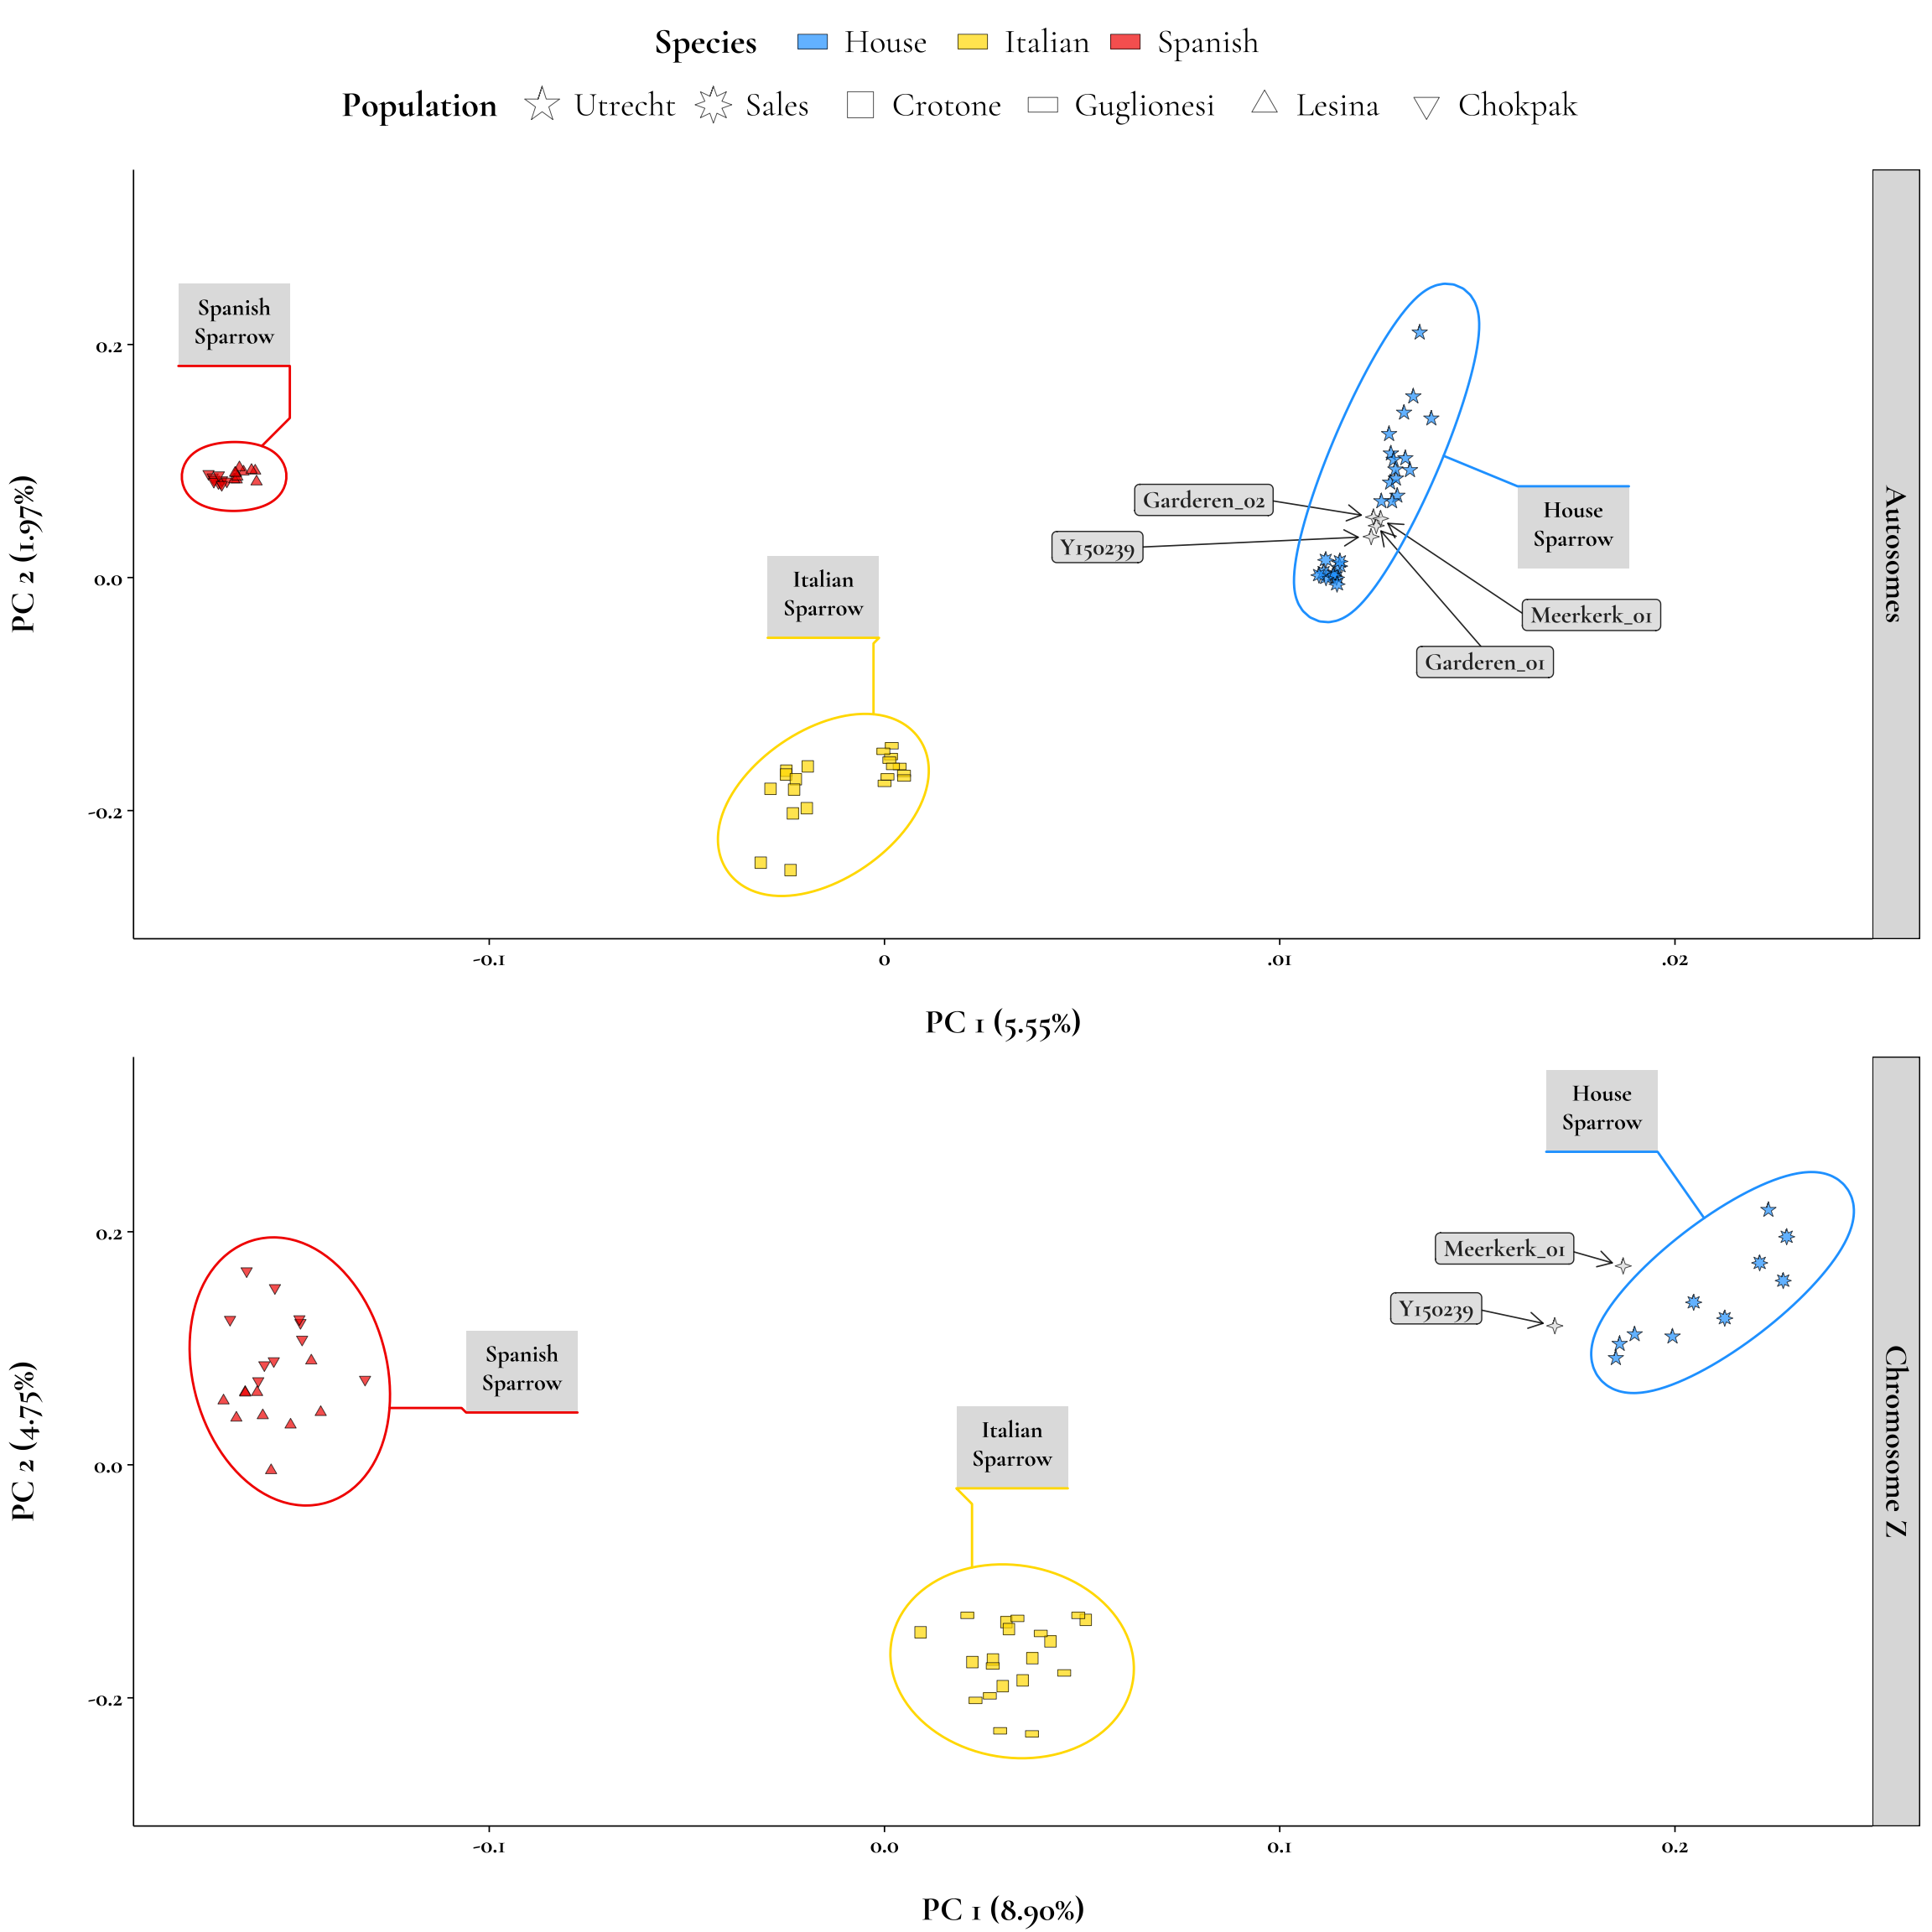 Species House Italian Spanish
Population Utrecht Sales Crotone Guglionesi Lesina Chokpak
PC 2 (1.97%)
0.2
0.0
-0.2
Spanish
Sparrow
Italian
Sparrow
House
Sparrow
Garderen_02
Y150239
Meerkerk_01
Garderen_01
Autosomes
-0.1 0 .01 .02
PC 1 (5.55%)
PC 2 (4.75%)
0.2
0.0
-0.2
House
Sparrow
Meerkerk_01
Y150239
Spanish
Sparrow
Italian
Sparrow
Chromosome Z
-0.1 0.0 0.1 0.2
PC 1 (8.90%)